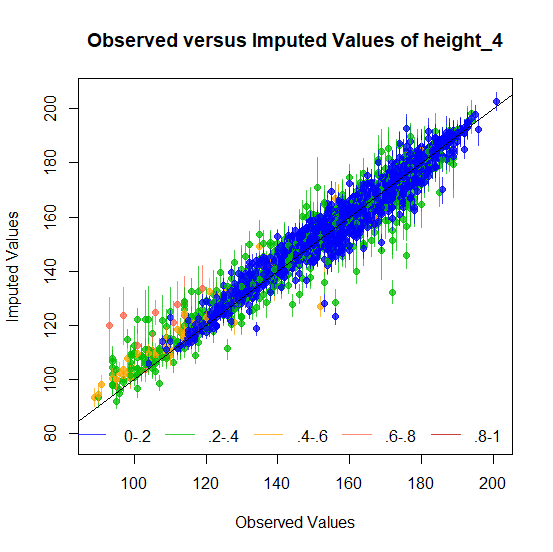 Observed versus Imputed Values of height_4
Imputed Values
200
180
160
140
120
100
80
0-.2 .2-.4 .4-.6 .6-.8 .8-1
100 120 140 160 180 200
Observed Values